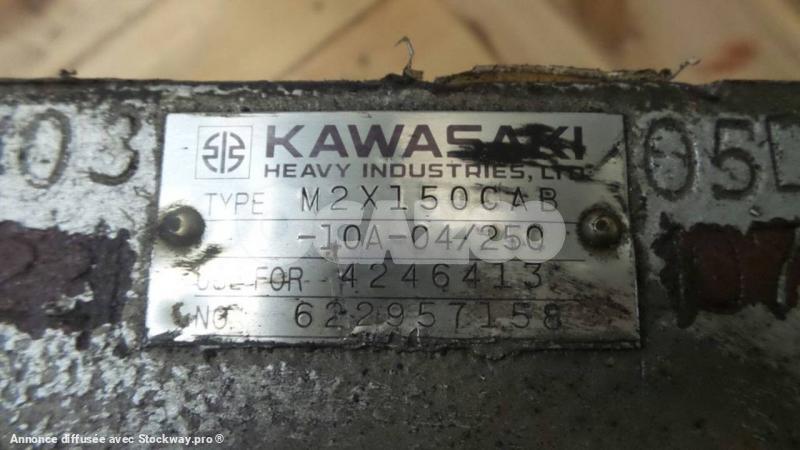 03
05
KAWASAKI
HEAVY INDUSTRIES, LTD.
TYPE M2X150CAB
-10A-04/250
USE FOR 4246413
NO. 622957158
Annonce diffusée avec Stockway.pro®